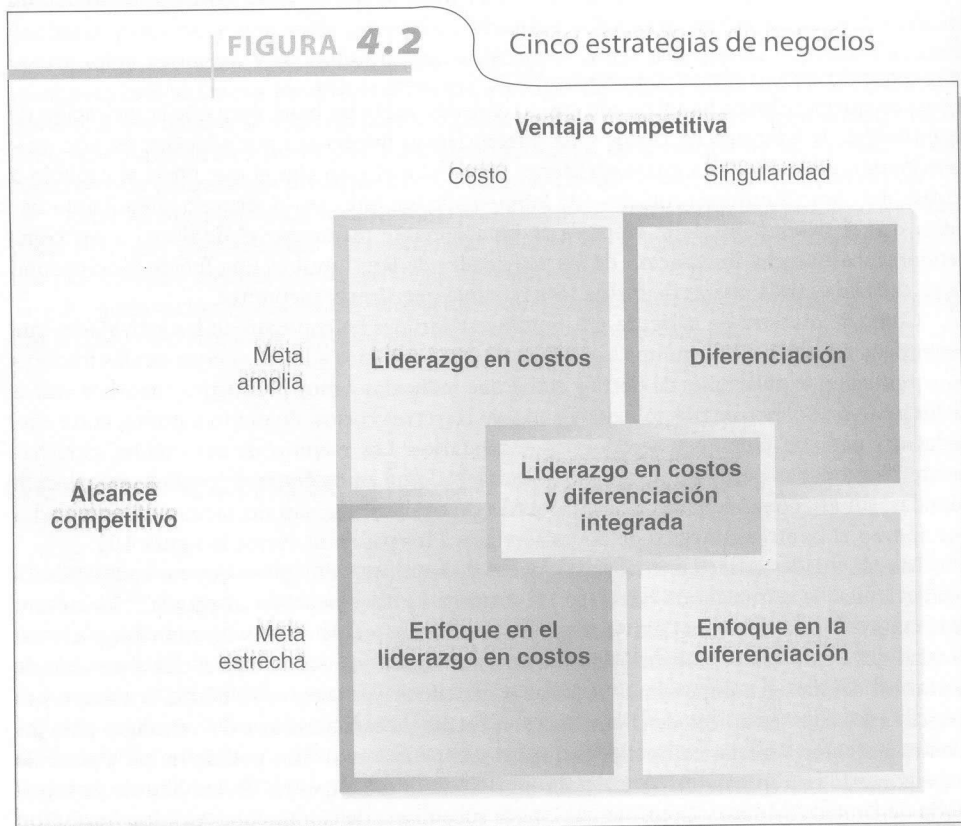 FIGURA 4.2
Cinco estrategias de negocios
Ventaja competitiva
Costo
Singularidad
Meta
amplia
Liderazgo en costos
Diferenciación
Liderazgo en costos
y diferenciación
integrada
Alcance
competitivo
Meta
estrecha
Enfoque en el
liderazgo en costos
Enfoque en la
diferenciación